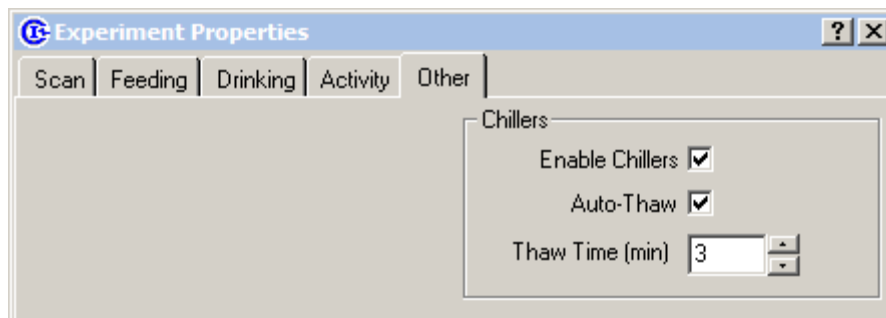 Experiment Properties
Scan Feeding Drinking Activity Other
Chillers
Enable Chillers
Auto-Thaw
Thaw Time (min) 3